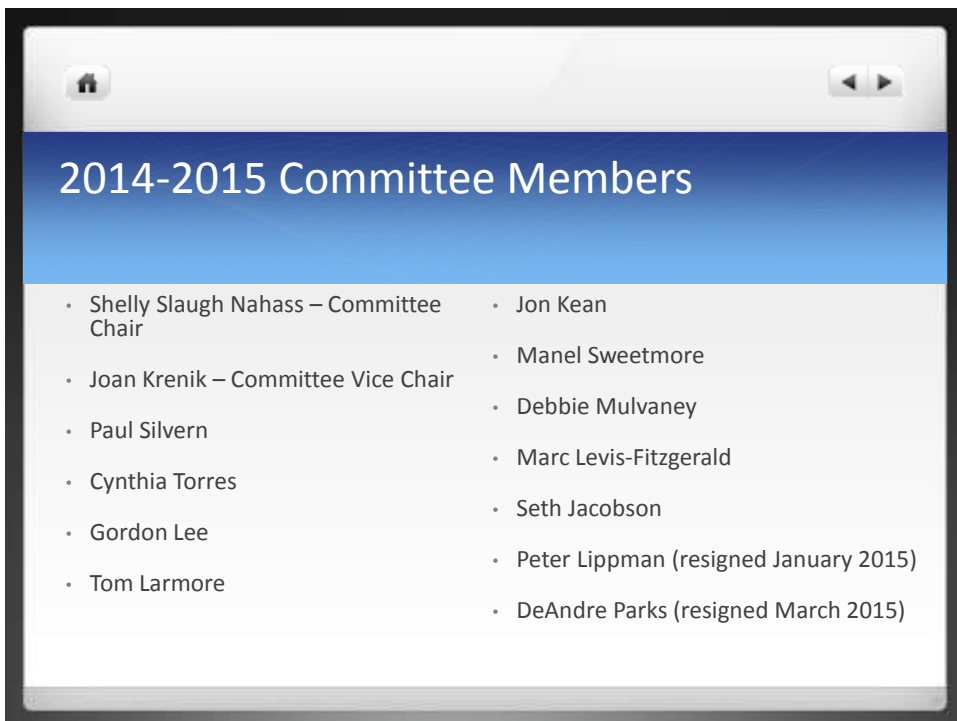 2014-2015 Committee Members
• Shelly Slaugh Nahass – Committee
Chair
• Joan Krenik – Committee Vice Chair
• Paul Silvern
• Cynthia Torres
• Gordon Lee
• Tom Larmore
• Jon Kean
• Manel Sweetmore
• Debbie Mulvaney
• Marc Levis-Fitzgerald
• Seth Jacobson
• Peter Lippman (resigned January 2015)
• DeAndre Parks (resigned March 2015)